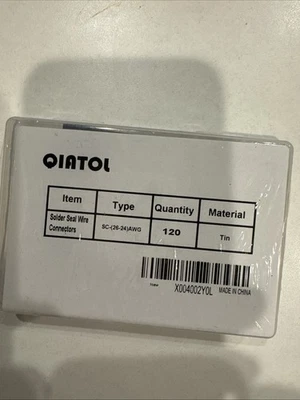 QIATOL
Item Type Quantity Material
Solder Seal Wire
Connectors SC-(26-24)AWG 120 Tin
X004002Y0L MADE IN CHINA